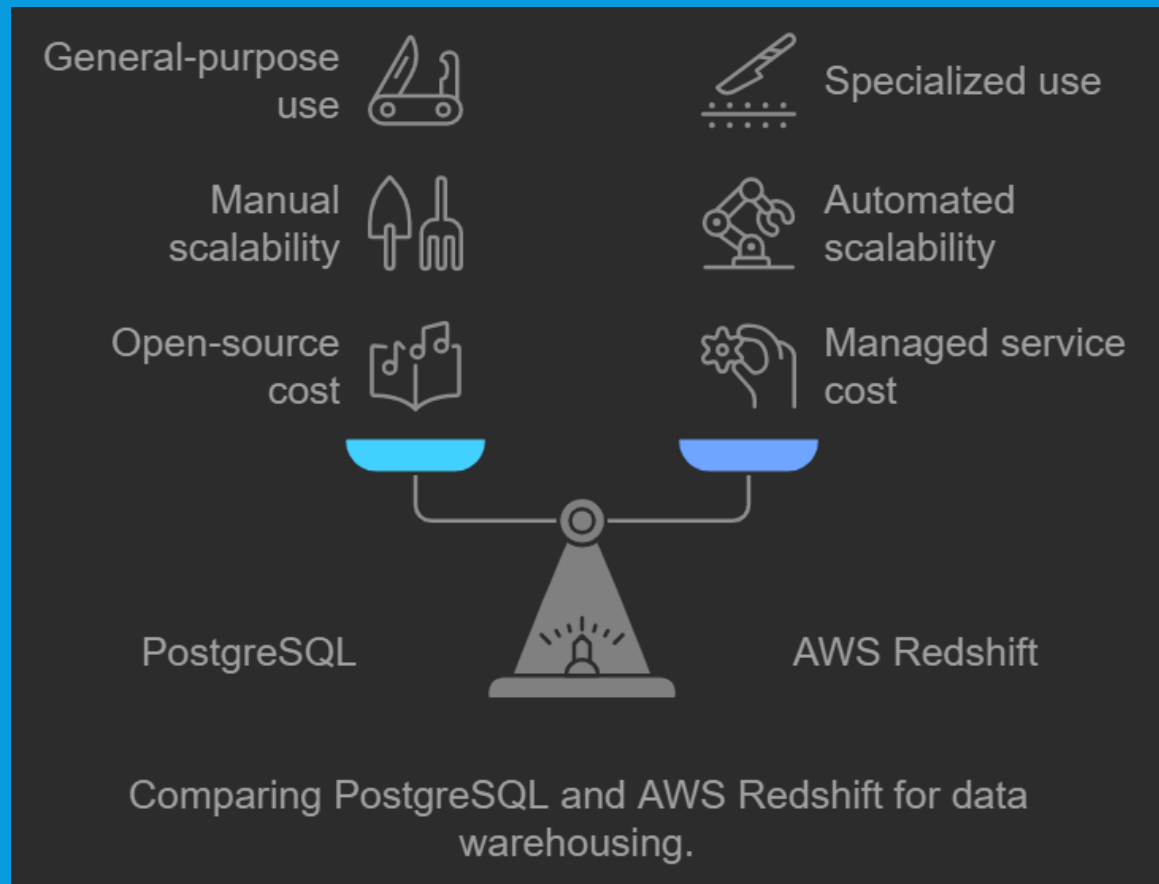 General-purpose
use
Specialized use
Manual
scalability
Automated
scalability
Open-source
cost
Managed service
cost
PostgreSQL
AWS Redshift
Comparing PostgreSQL and AWS Redshift for data
warehousing.